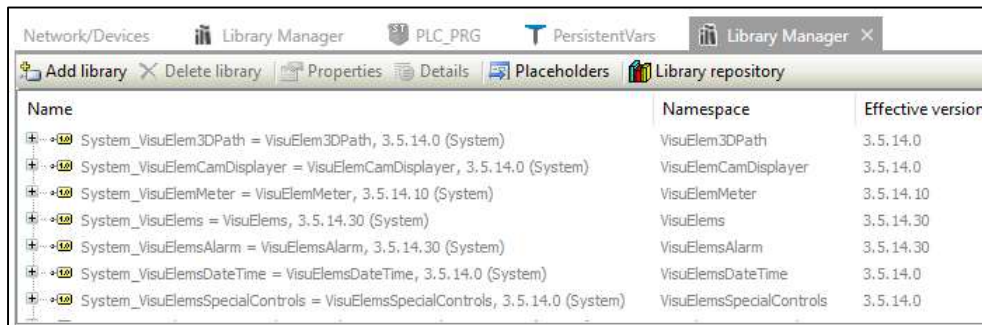 Network/Devices Library Manager PLC_PRG PersistentVars Library Manager
Add library Delete library Properties Details Placeholders Library repository
Name Namespace Effective version
System_VisuElem3DPath = VisuElem3DPath, 3.5.14.0 (System) VisuElem3DPath 3.5.14.0
System_VisuElemCamDisplayer = VisuElemCamDisplayer, 3.5.14.0 (System) VisuElemCamDisplayer 3.5.14.0
System_VisuElemMeter = VisuElemMeter, 3.5.14.10 (System) VisuElemMeter 3.5.14.10
System_VisuElems = VisuElems, 3.5.14.30 (System) VisuElems 3.5.14.30
System_VisuElemsAlarm = VisuElemsAlarm, 3.5.14.30 (System) VisuElemsAlarm 3.5.14.30
System_VisuElemsDateTime = VisuElemsDateTime, 3.5.14.0 (System) VisuElemsDateTime 3.5.14.0
System_VisuElemsSpecialControls = VisuElemsSpecialControls, 3.5.14.0 (System) VisuElemsSpecialControls 3.5.14.0